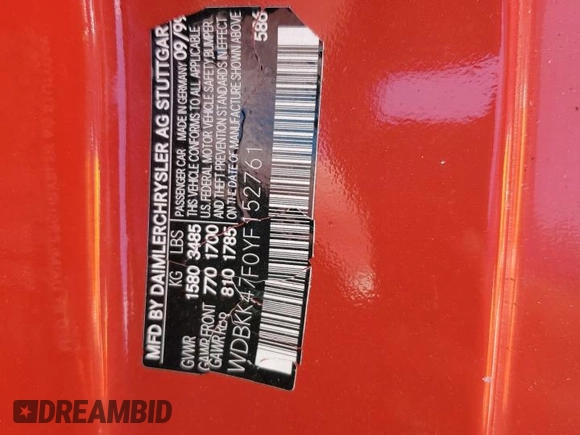 MFD BY DAIMLERCHRYSLER AG STUTTGAR
PASSENGER CAR MADE IN GERMANY 09/99
KG LBS THIS VEHICLE CONFORMS TO ALL APPLICABLE
U.S. FEDERAL MOTOR VEHICLE SAFETY, BUMPER
AND THEFT PREVENTION STANDARDS IN EFFECT
ON THE DATE OF MANUFACTURE SHOWN ABOVE
GVWR 1580 3485
GAWR FRONT 770 1700
GAWR 810 1785
586
WDBKK47F0YF152761
DREAMBID